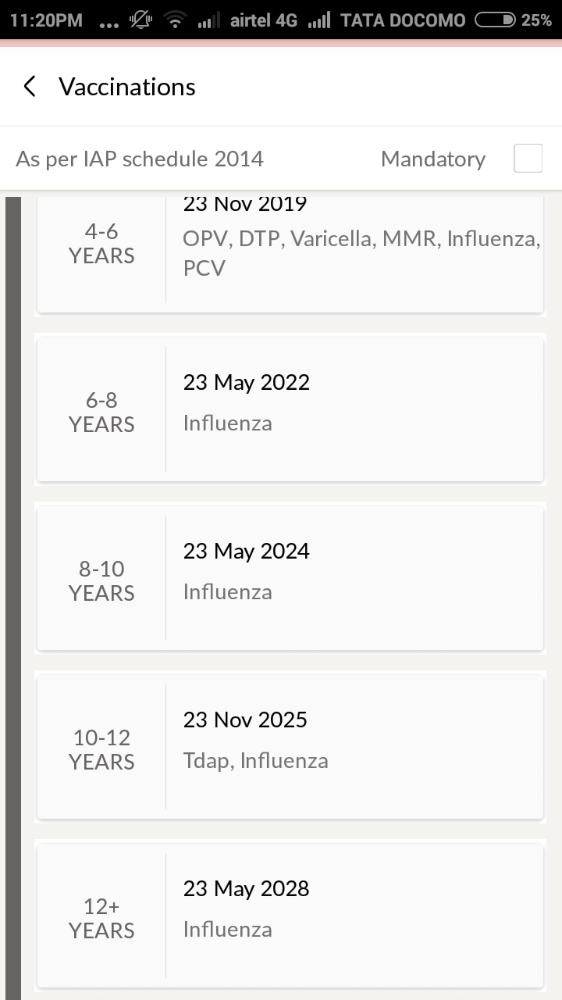 11:20PM ... airtel 4G TATA DOCOMO 25%
Vaccinations
As per IAP schedule 2014 Mandatory
4-6
YEARS
23 Nov 2019
OPV, DTP, Varicella, MMR, Influenza,
PCV
6-8
YEARS
23 May 2022
Influenza
8-10
YEARS
23 May 2024
Influenza
10-12
YEARS
23 Nov 2025
Tdap, Influenza
12+
YEARS
23 May 2028
Influenza